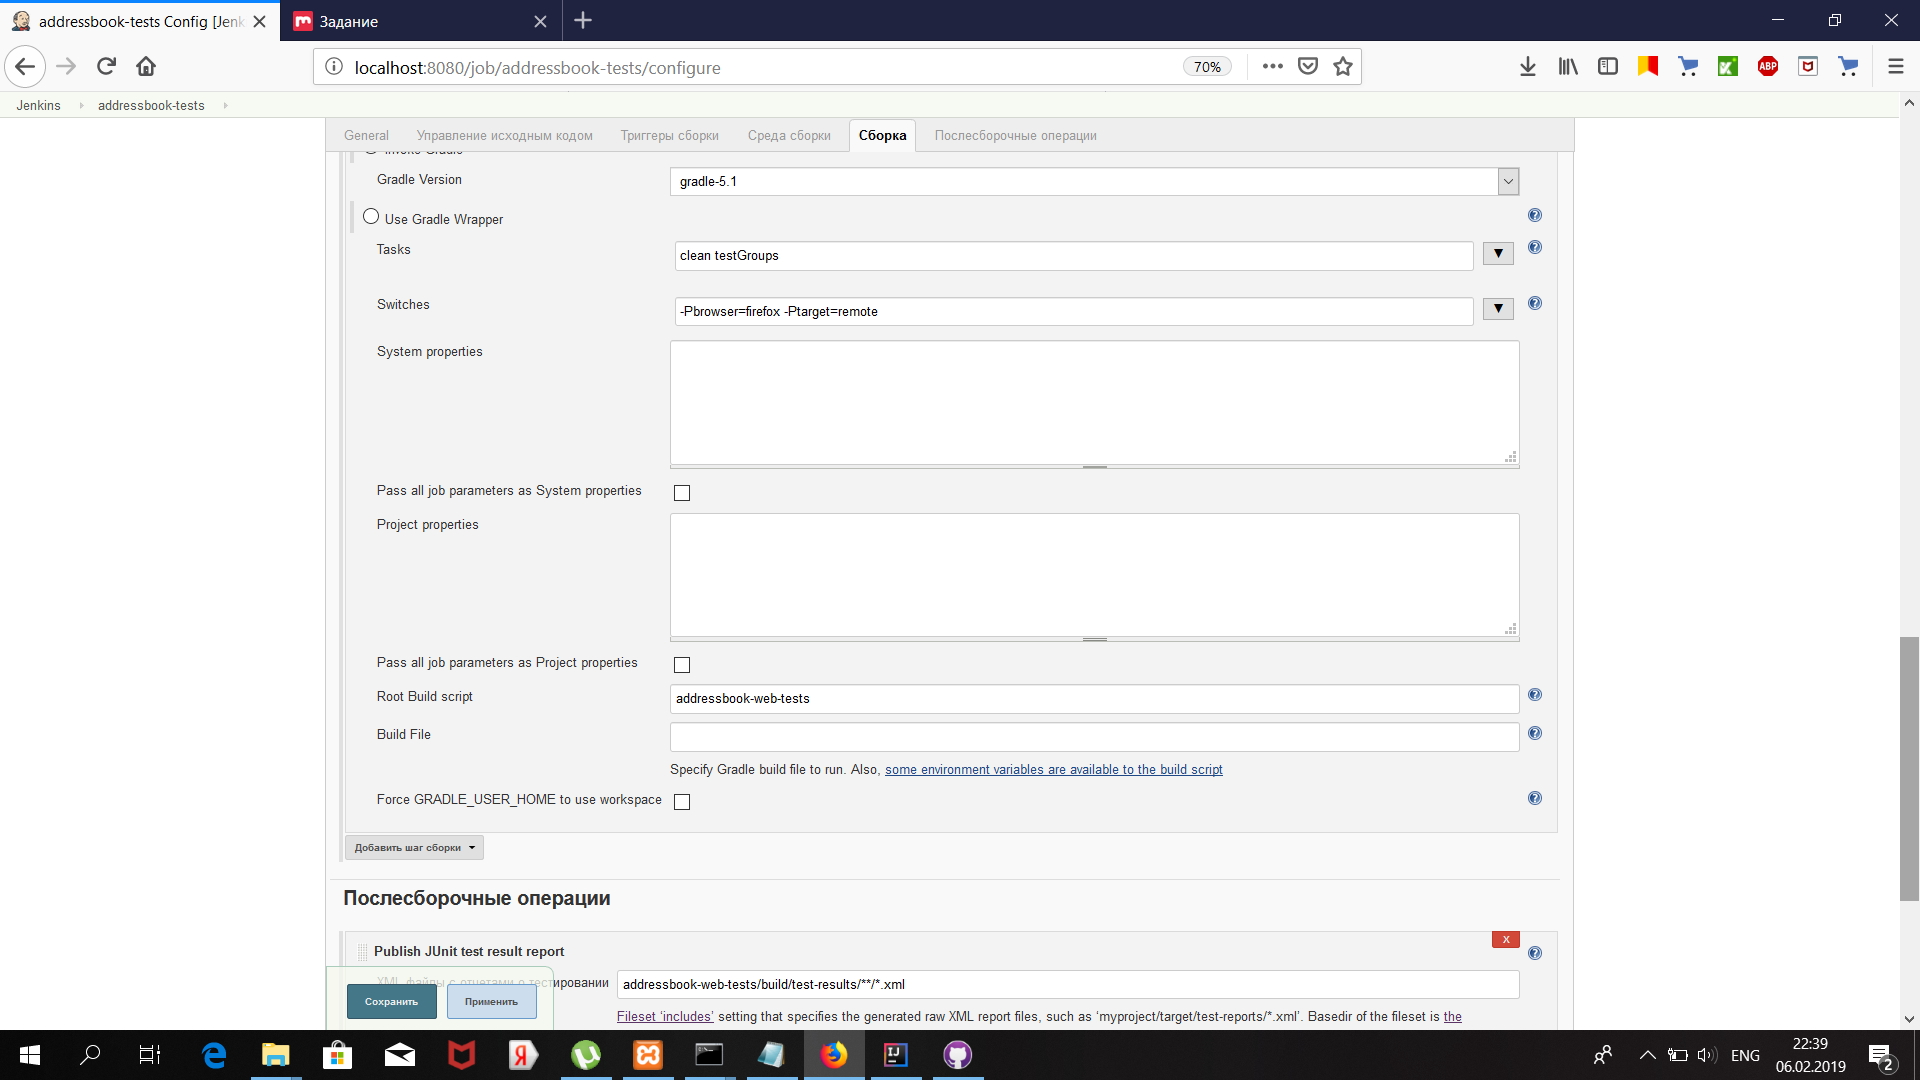 addressbook-tests Config [Jenk
Задание
localhost:8080/job/addressbook-tests/configure
70%
ABP
Jenkins
addressbook-tests
General
Управление исходным кодом
Триггеры сборки
Среда сборки
Сборка
Послесборочные операции
Invoke Gradle
Gradle Version
gradle-5.1
Use Gradle Wrapper
Tasks
clean testGroups
Switches
-Pbrowser=firefox -Ptarget=remote
System properties
Pass all job parameters as System properties
Project properties
Pass all job parameters as Project properties
Root Build script
addressbook-web-tests
Build File
Specify Gradle build file to run. Also, some environment variables are available to the build script
Force GRADLE_USER_HOME to use workspace
Добавить шаг сборки
Послесборочные операции
X
Publish JUnit test result report
XML файлы с отчетами о тестировании
addressbook-web-tests/build/test-results/**/*.xml
Сохранить
Применить
Fileset ‘includes’ setting that specifies the generated raw XML report files, such as ‘myproject/target/test-reports/*.xml’. Basedir of the fileset is the
ENG
22:39
06.02.2019
2